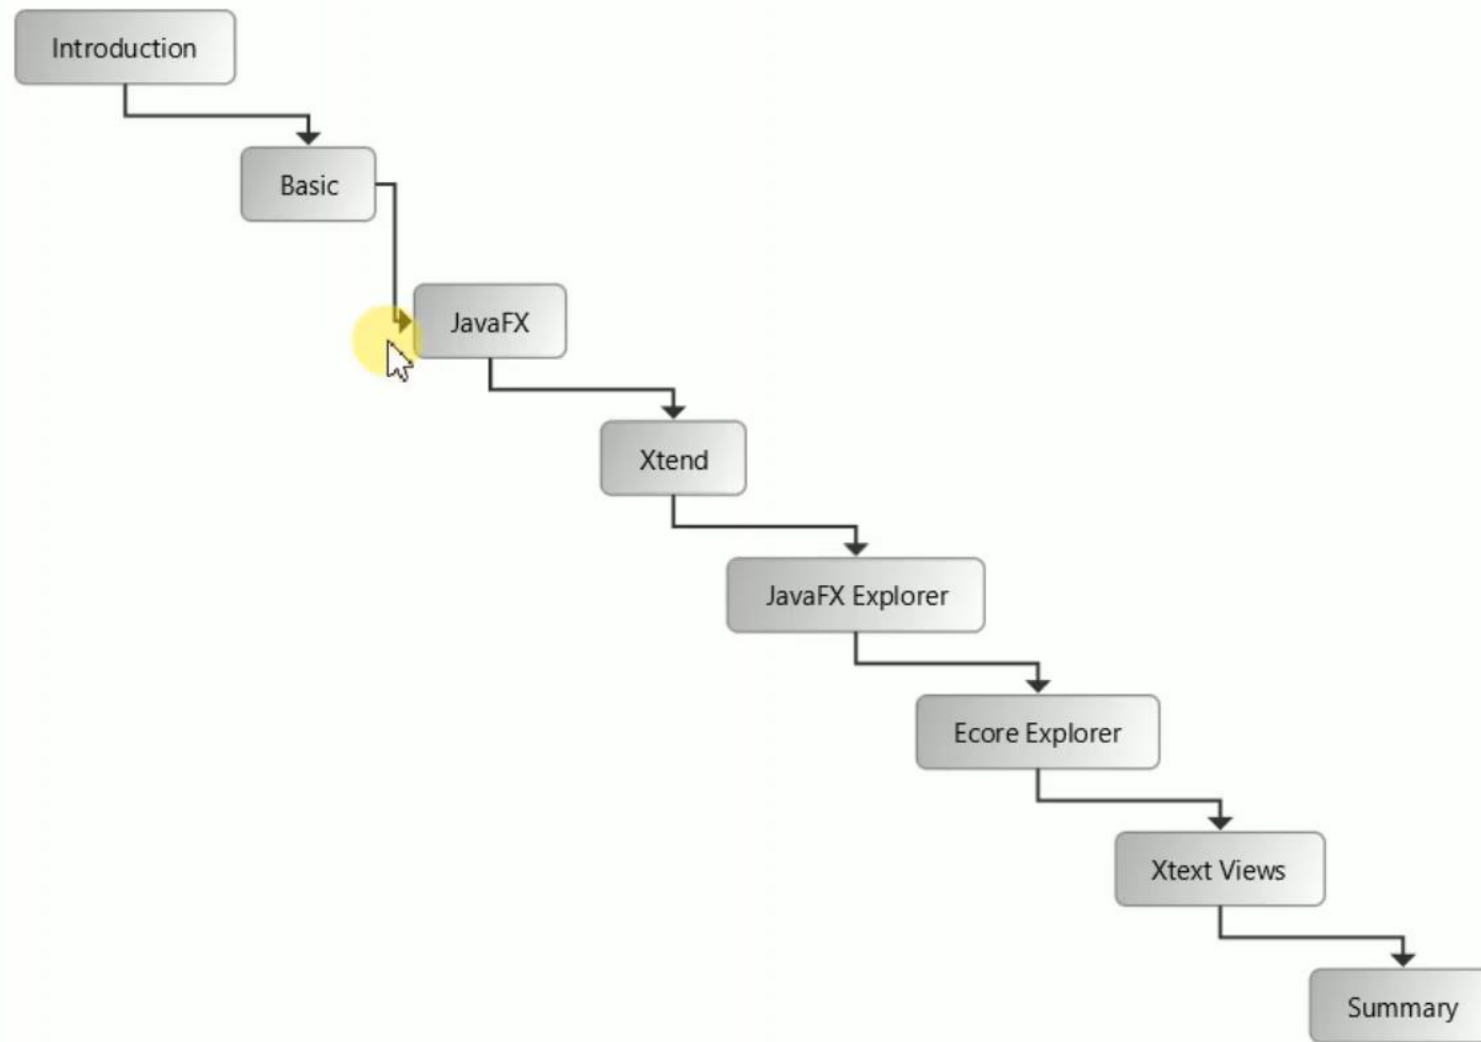 Introduction
Basic
JavaFX
Xtend
JavaFX Explorer
Ecore Explorer
Xtext Views
Summary